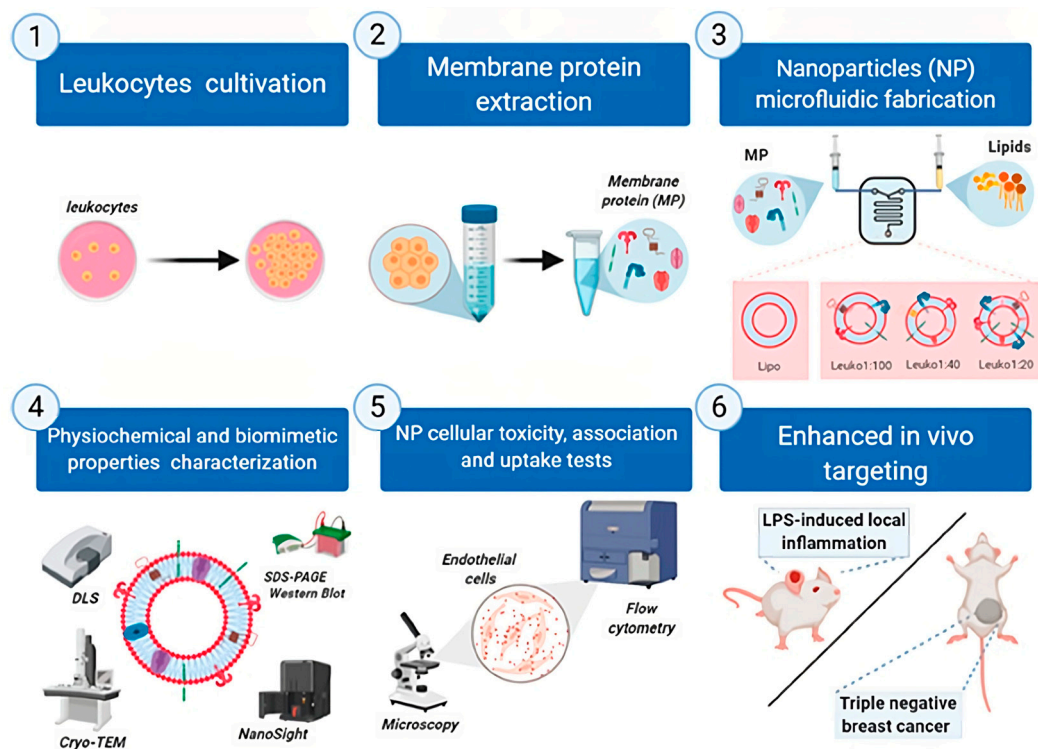 1
Leukocytes cultivation
leukocytes
2
Membrane protein
extraction
Membrane
protein (MP)
3
Nanoparticles (NP)
microfluidic fabrication
MP
Lipids
Lipo
Leuko1:100
Leuko1:40
Leuko1:20
4
Physiochemical and biomimetic
properties characterization
DLS
SDS-PAGE
Western Blot
Cryo-TEM
NanoSight
5
NP cellular toxicity, association
and uptake tests
Endothelial
cells
Flow
cytometry
Microscopy
6
Enhanced in vivo
targeting
LPS-induced local
inflammation
Triple negative
breast cancer